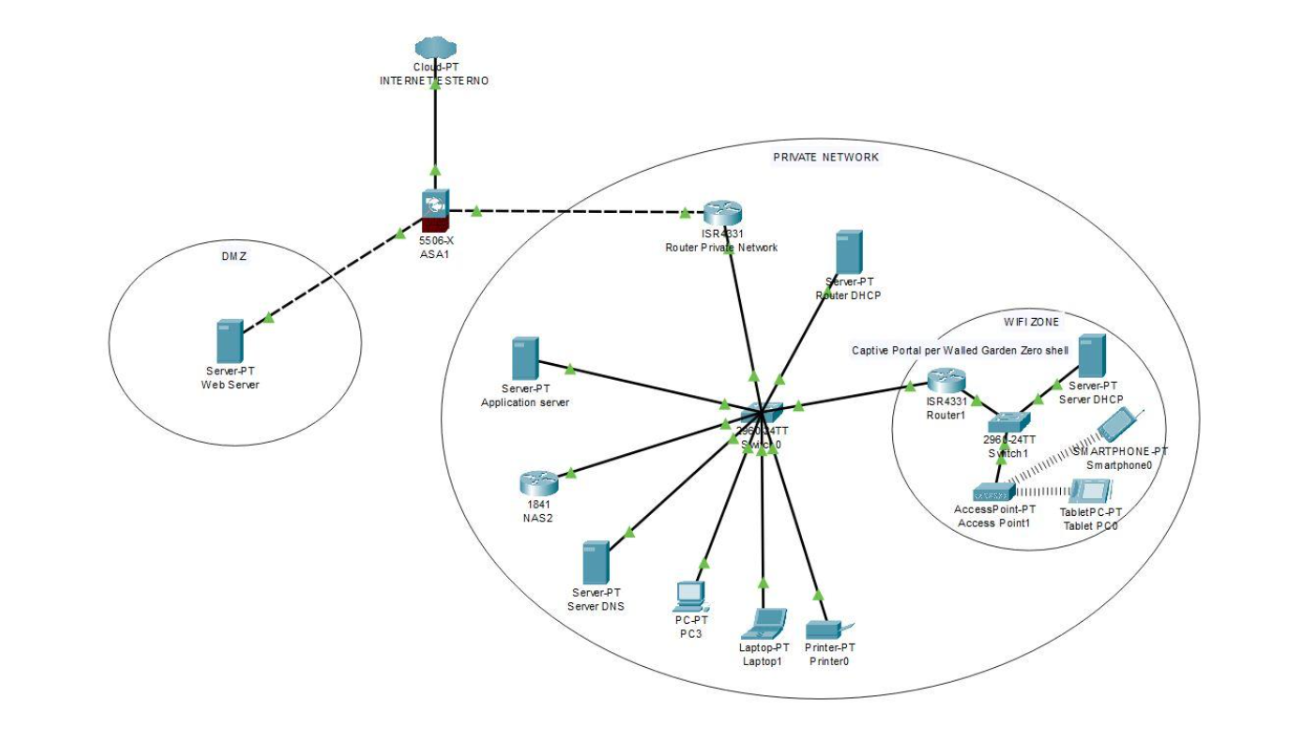 Cloud-PT
INTERNET ESTERNO
PRIVATE NETWORK
5506-X
ASA1
ISR4331
Router Private Network
DMZ
Server-PT
Router DHCP
WIFI ZONE
Captive Portal per Walled Garden Zero shell
Server-PT
Web Server
Server-PT
Application server
ISR4331
Router1
Server-PT
Server DHCP
2960-24TT
Switch0
2960-24TT
Switch1
SMARTPHONE-PT
Smartphone0
1841
NAS2
AccessPoint-PT
Access Point1
TabletPC-PT
Tablet PC0
Server-PT
Server DNS
PC-PT
PC3
Laptop-PT
Laptop1
Printer-PT
Printer0